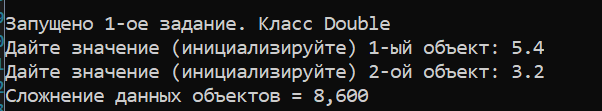 Запущено 1-ое задание. Класс Double
Дайте значение (инициализируйте) 1-ый объект: 5.4
Дайте значение (инициализируйте) 2-ой объект: 3.2
Сложнение данных объектов = 8,600